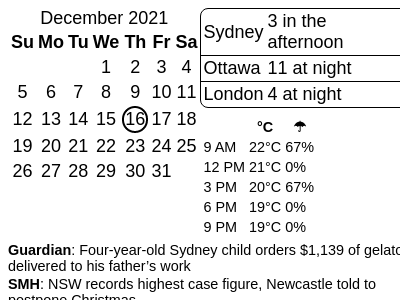 December 2021
Su Mo Tu We Th Fr Sa
1 2 3 4
5 6 7 8 9 10 11
12 13 14 15 16 17 18
19 20 21 22 23 24 25
26 27 28 29 30 31
Sydney 3 in the
afternoon
Ottawa 11 at night
London 4 at night
°C ☂
9 AM 22°C 67%
12 PM 21°C 0%
3 PM 20°C 67%
6 PM 19°C 0%
9 PM 19°C 0%
Guardian: Four-year-old Sydney child orders $1,139 of gelato
delivered to his father’s work
SMH: NSW records highest case figure, Newcastle told to
postpone Christmas